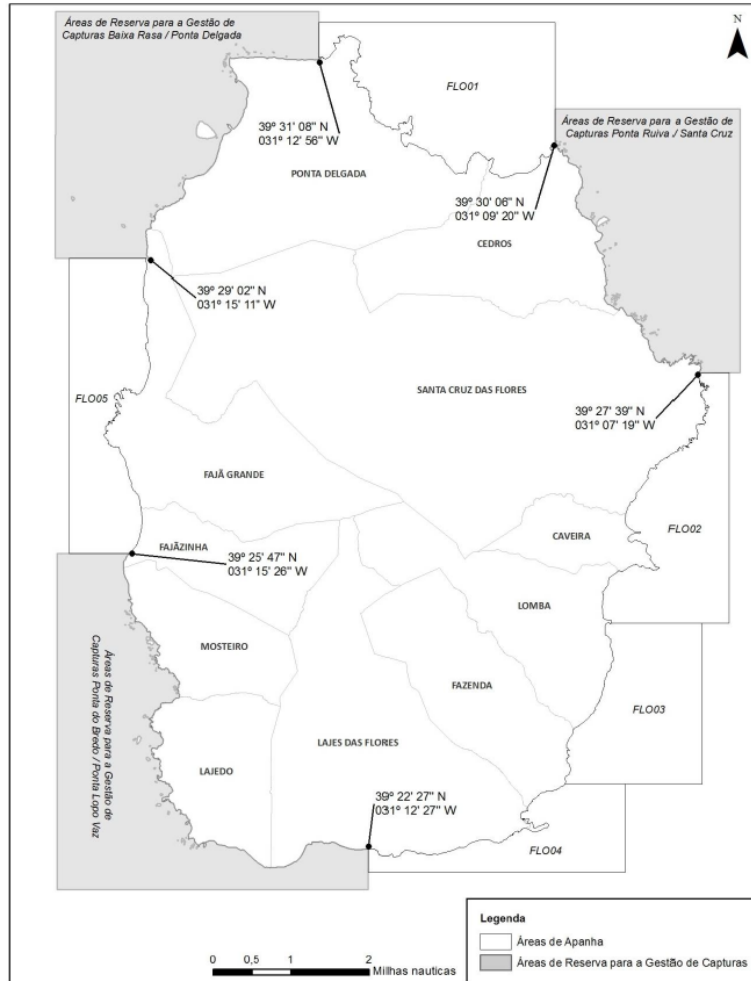 Áreas de Reserva para a Gestão de
Capturas Baixa Rasa / Ponta Delgada
N
FLO01
Áreas de Reserva para a Gestão de
Capturas Ponta Ruiva / Santa Cruz
39º 31' 08" N
031º 12' 56" W
PONTA DELGADA
39º 30' 06" N
031º 09' 20" W
CEDROS
39º 29' 02" N
031º 15' 11" W
FLO05
SANTA CRUZ DAS FLORES
39º 27' 39" N
031º 07' 19" W
FAJÃ GRANDE
FLO02
CAVEIRA
FAJÃZINHA
39º 25' 47" N
031º 15' 26" W
LOMBA
MOSTEIRO
Áreas de Reserva para a Gestão de
Capturas Ponta do Bredo / Ponta Lopo Vaz
FAZENDA
FLO03
LAJES DAS FLORES
LAJEDO
39º 22' 27" N
031º 12' 27" W
FLO04
Legenda
Áreas de Apanha
Áreas de Reserva para a Gestão de Capturas
0 0,5 1 2
Milhas nauticas